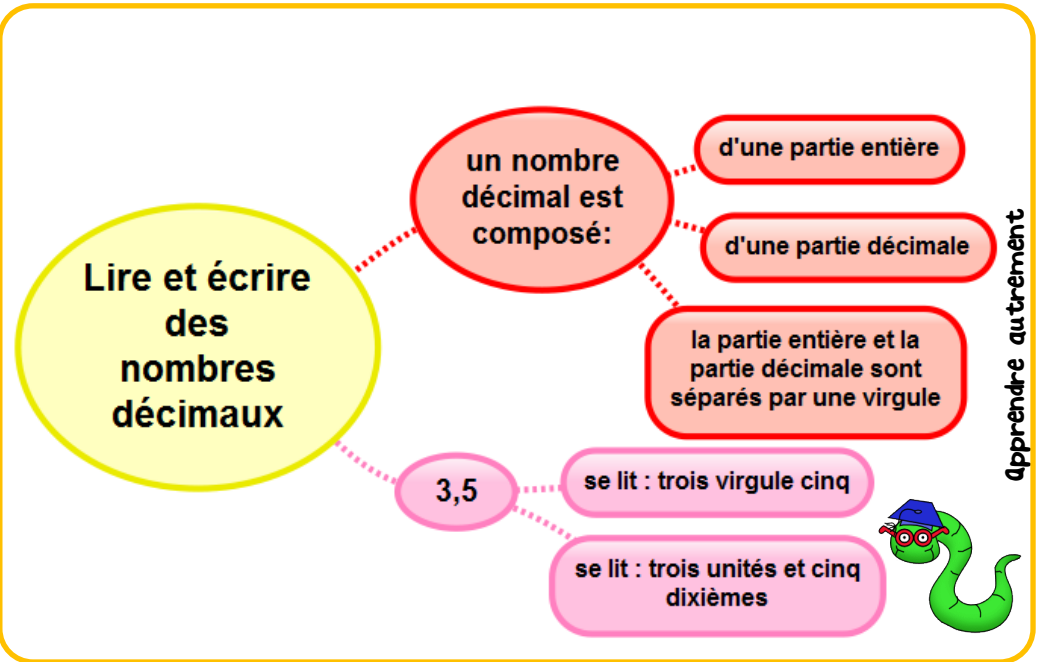 Lire et écrire
des
nombres
décimaux
un nombre
décimal est
composé:
d'une partie entière
d'une partie décimale
la partie entière et la
partie décimale sont
séparés par une virgule
3,5
se lit : trois virgule cinq
se lit : trois unités et cinq
dixièmes
apprendre autrement